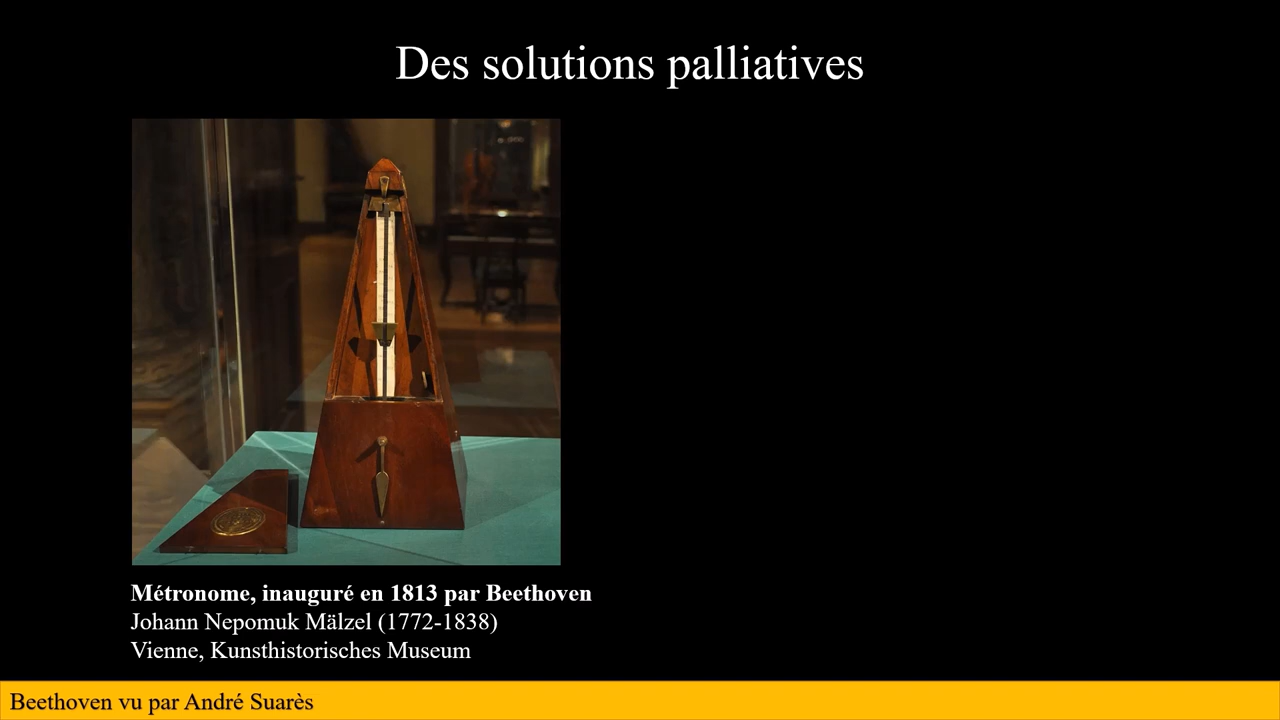 Des solutions palliatives
Métronome, inauguré en 1813 par Beethoven
Johann Nepomuk Mälzel (1772-1838)
Vienne, Kunsthistorisches Museum
Beethoven vu par André Suarès